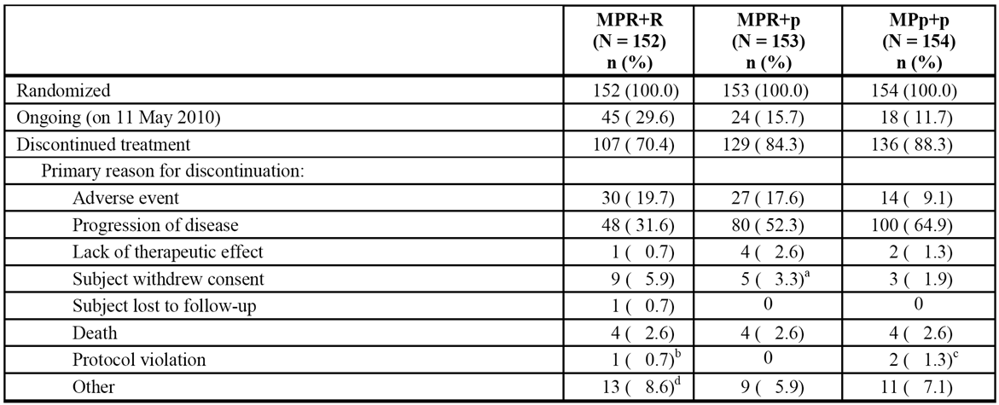 MPR+R MPR+p MPp+p
(N = 152) (N = 153) (N = 154)
n (%) n (%) n (%)
Randomized 152 (100.0) 153 (100.0) 154 (100.0)
Ongoing (on 11 May 2010) 45 ( 29.6) 24 ( 15.7) 18 ( 11.7)
Discontinued treatment 107 ( 70.4) 129 ( 84.3) 136 ( 88.3)
Primary reason for discontinuation:
Adverse event 30 ( 19.7) 27 ( 17.6) 14 ( 9.1)
Progression of disease 48 ( 31.6) 80 ( 52.3) 100 ( 64.9)
Lack of therapeutic effect 1 ( 0.7) 4 ( 2.6) 2 ( 1.3)
Subject withdrew consent 9 ( 5.9) 5 ( 3.3)a 3 ( 1.9)
Subject lost to follow-up 1 ( 0.7) 0 0
Death 4 ( 2.6) 4 ( 2.6) 4 ( 2.6)
Protocol violation 1 ( 0.7)b 0 2 ( 1.3)c
Other 13 ( 8.6)d 9 ( 5.9) 11 ( 7.1)